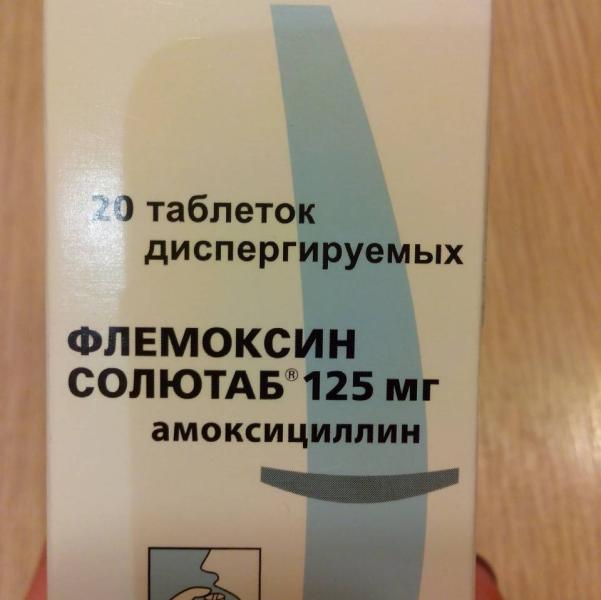 20 таблеток
диспергируемых
ФЛЕМОКСИН
СОЛЮТАБ® 125 мг
амоксициллин